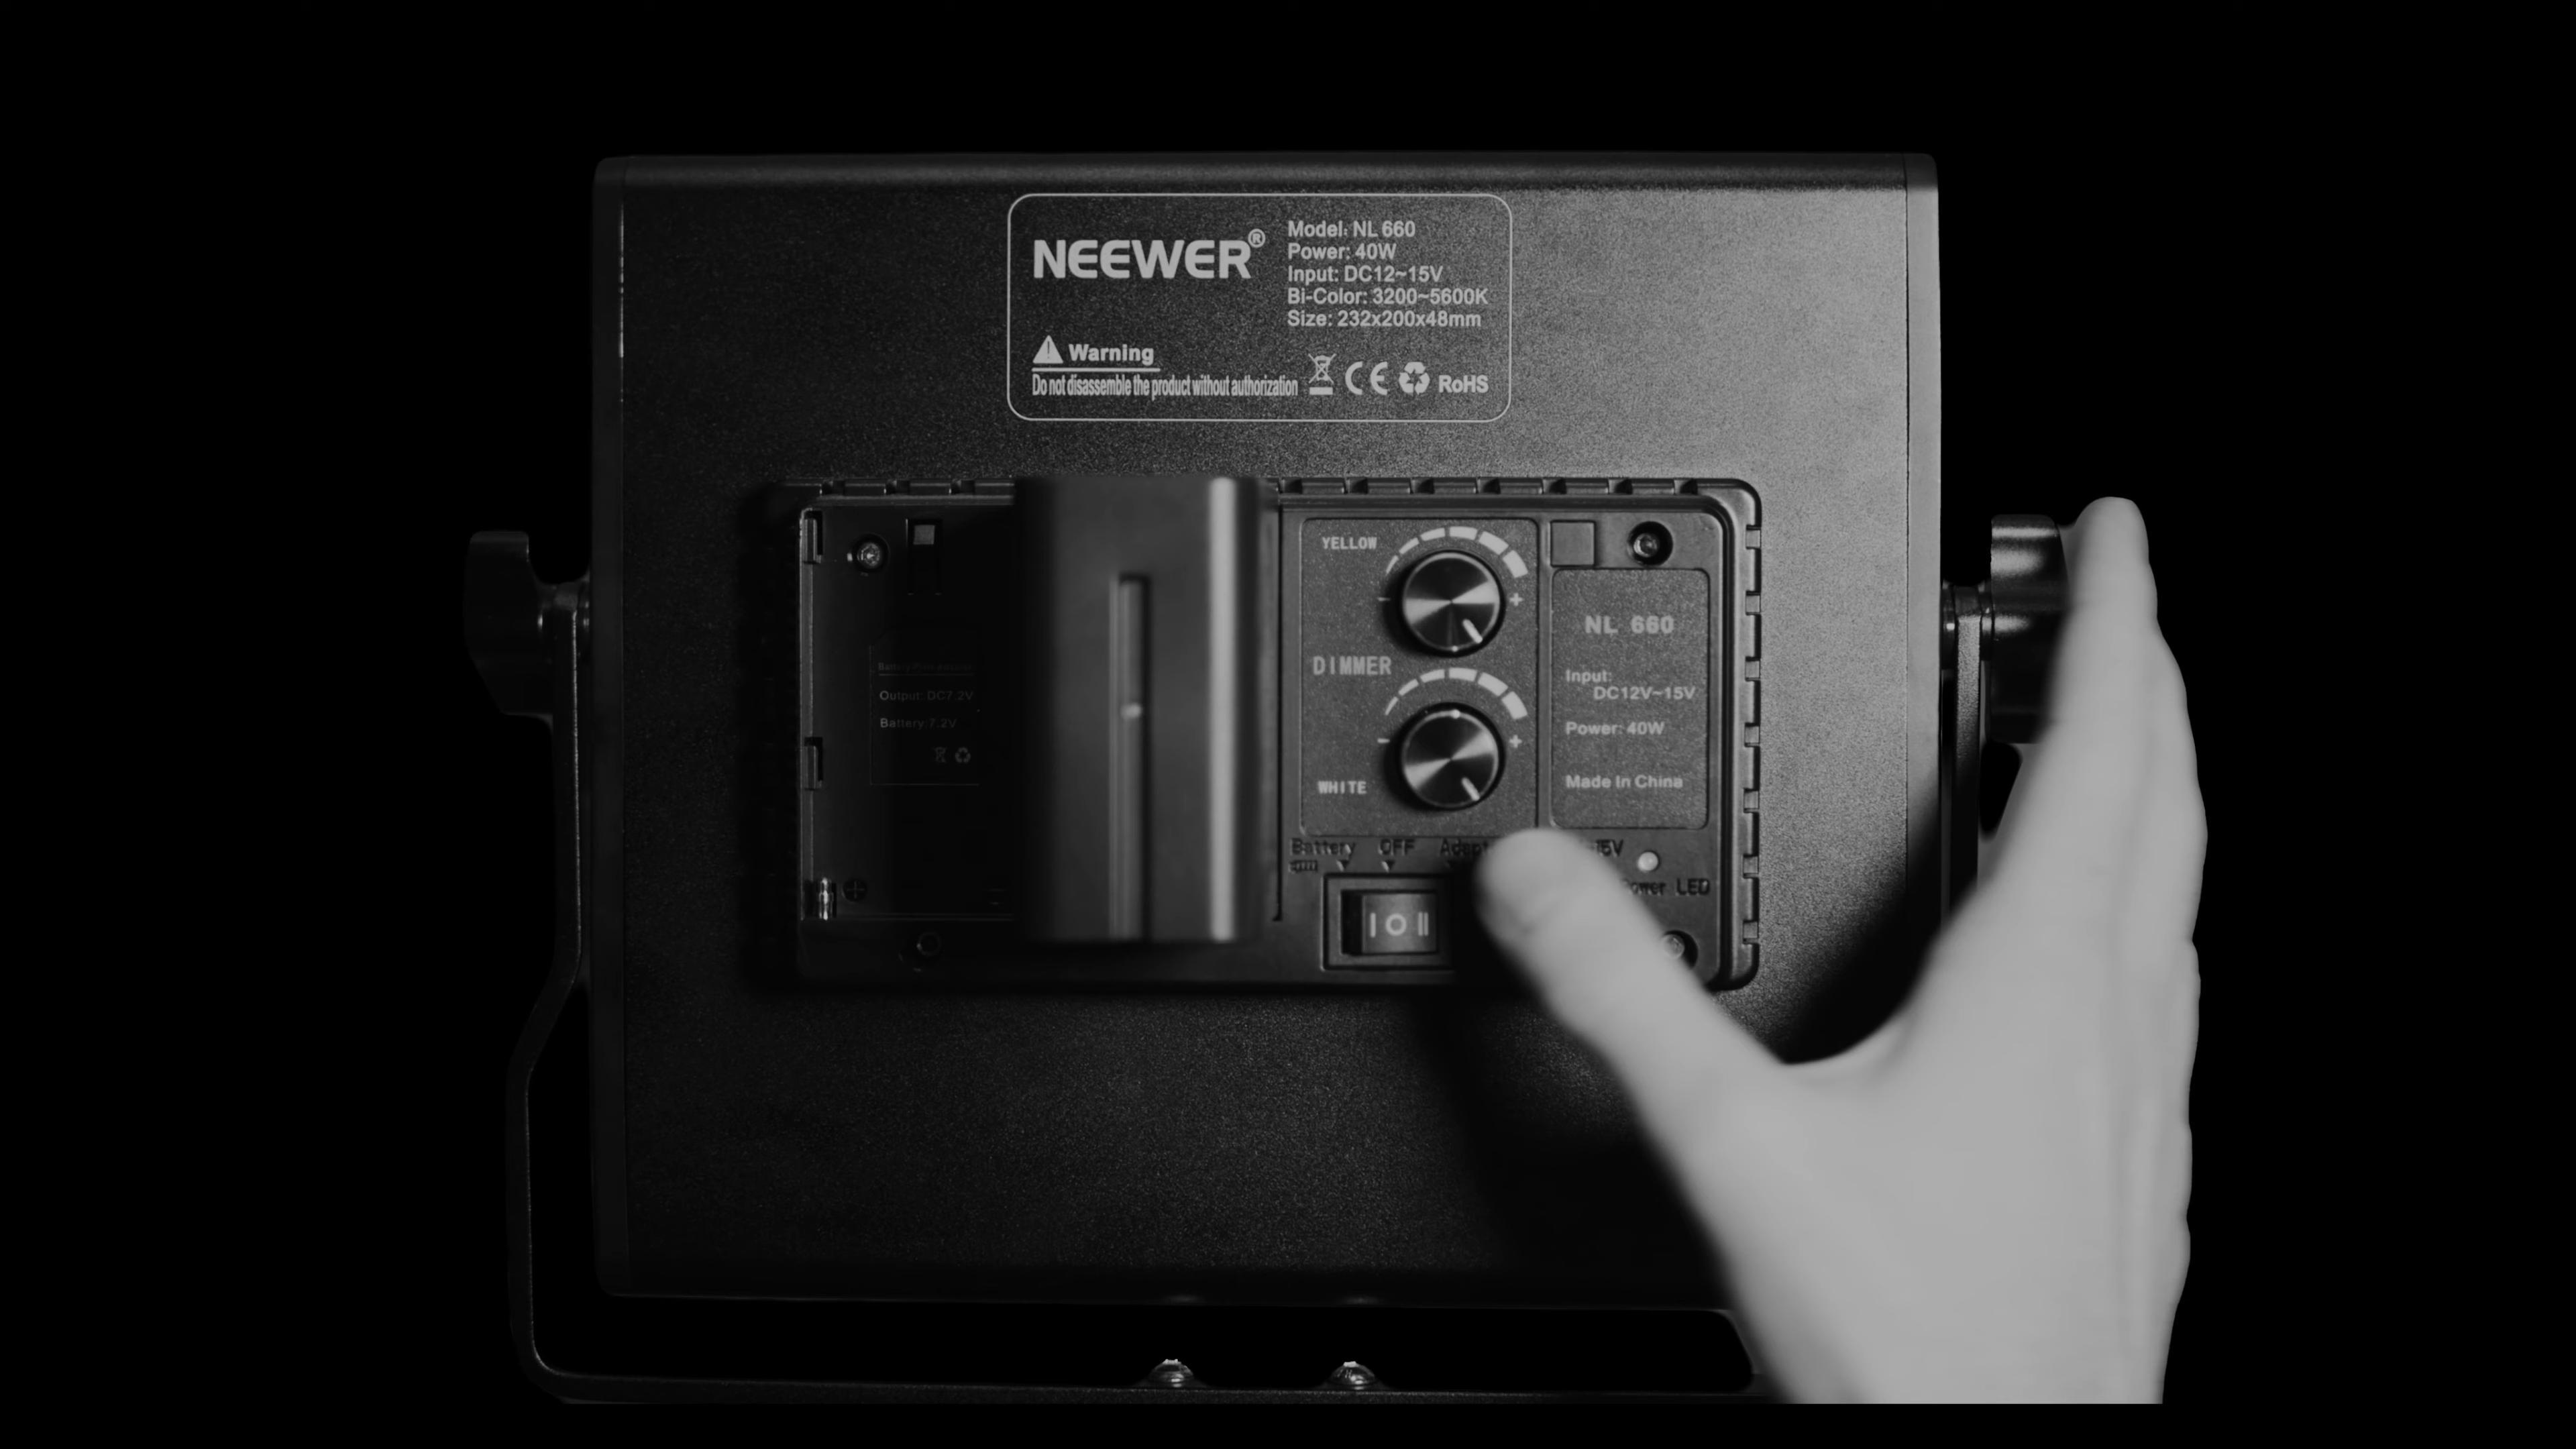 NEEWER®
Model: NL 660
Power: 40W
Input: DC12~15V
Bi-Color: 3200~5600K
Size: 232x200x48mm
Warning
Do not disassemble the product without authorization
CE
RoHS
Output: DC7.2V
Battery:7.2V
YELLOW
- +
DIMMER
- +
WHITE
NL 660
Input:
DC12V~15V
Power: 40W
Made In China
Battery OFF
LED
I O II